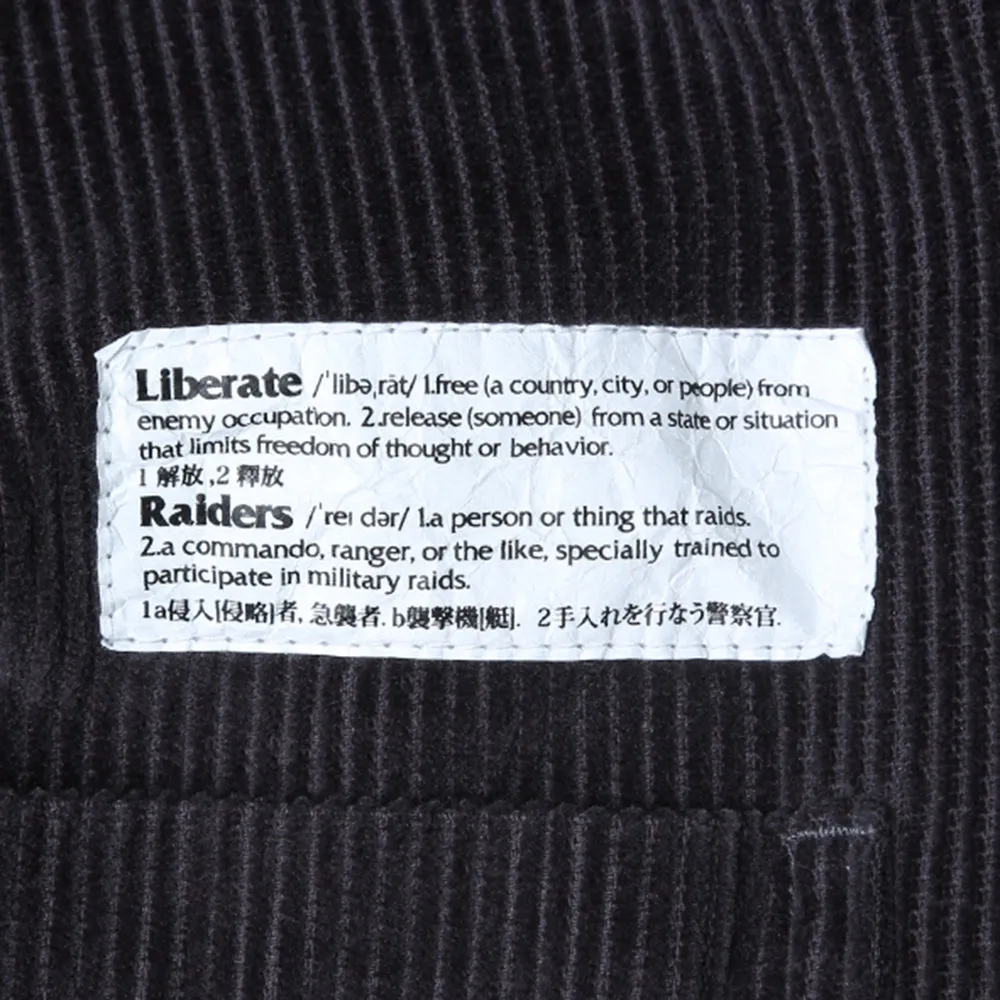 Liberate /ˈlibəˌrāt/ 1.free (a country, city, or people) from
enemy occupation. 2.release (someone) from a state or situation
that limits freedom of thought or behavior.
1 解放 ,2 釋放
Raiders /ˈreɪ dər/ 1.a person or thing that raids.
2.a commando, ranger, or the like, specially trained to
participate in military raids.
1a侵入[侵略]者, 急襲者. b襲撃機[艇]. 2手入れを行なう警察官.